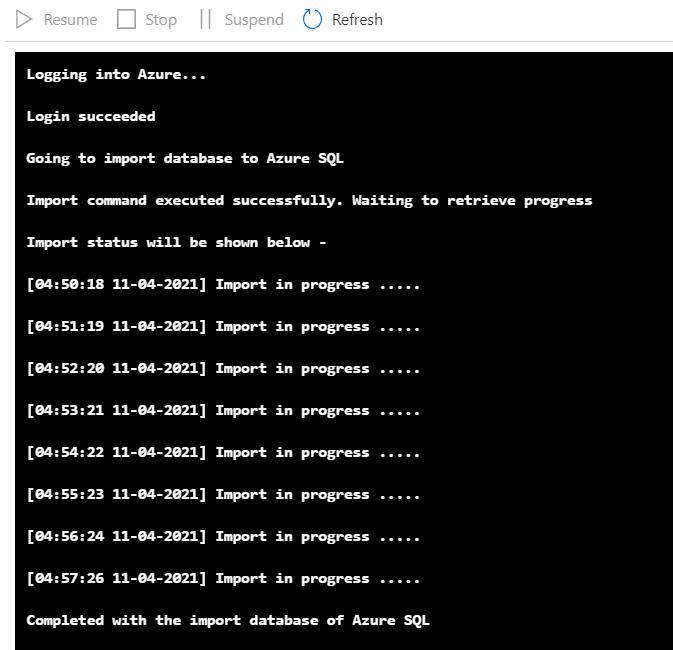 Resume Stop Suspend Refresh
Logging into Azure...
Login succeeded
Going to import database to Azure SQL
Import command executed successfully. Waiting to retrieve progress
Import status will be shown below -
[04:50:18 11-04-2021] Import in progress .....
[04:51:19 11-04-2021] Import in progress .....
[04:52:20 11-04-2021] Import in progress .....
[04:53:21 11-04-2021] Import in progress .....
[04:54:22 11-04-2021] Import in progress .....
[04:55:23 11-04-2021] Import in progress .....
[04:56:24 11-04-2021] Import in progress .....
[04:57:26 11-04-2021] Import in progress .....
Completed with the import database of Azure SQL